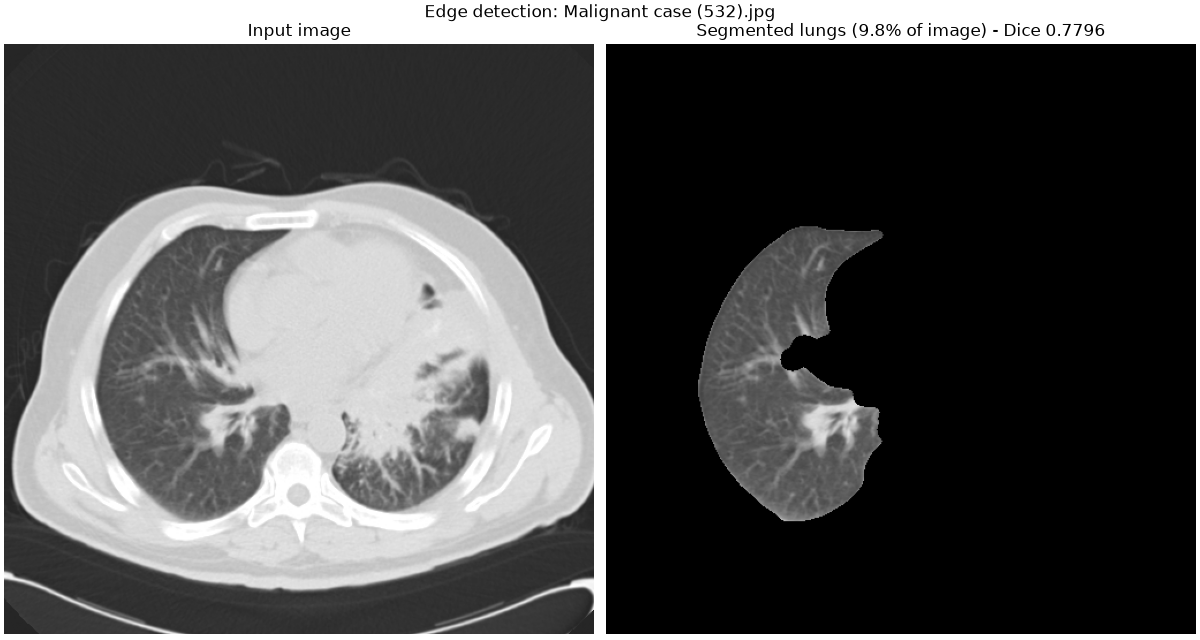 Edge detection: Malignant case (532).jpg
Input image
Segmented lungs (9.8% of image) - Dice 0.7796